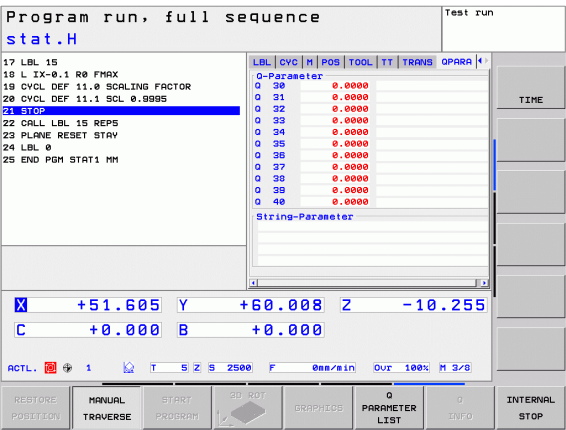 Program run, full sequence
Test run
stat.H
17 LBL 15
18 L IX-0.1 R0 FMAX
19 CYCL DEF 11.0 SCALING FACTOR
20 CYCL DEF 11.1 SCL 0.9995
21 STOP
22 CALL LBL 15 REP5
23 PLANE RESET STAY
24 LBL 0
25 END PGM STAT1 MM
LBL CYC M POS TOOL TT TRANS QPARA
Q-Parameter
Q 30 0.0000
Q 31 0.0000
Q 32 0.0000
Q 33 0.0000
Q 34 0.0000
Q 35 0.0000
Q 36 0.0000
Q 37 0.0000
Q 38 0.0000
Q 39 0.0000
Q 40 0.0000
String-Parameter
TIME
X +51.605 Y +60.008 Z -10.255
C +0.000 B +0.000
ACTL. 1 T 5 Z S 2500 F 0mm/min Ovr 100% M 3/8
RESTORE POSITION
MANUAL TRAVERSE
START PROGRAM
3D ROT
GRAPHICS
Q PARAMETER LIST
Q INFO
INTERNAL STOP